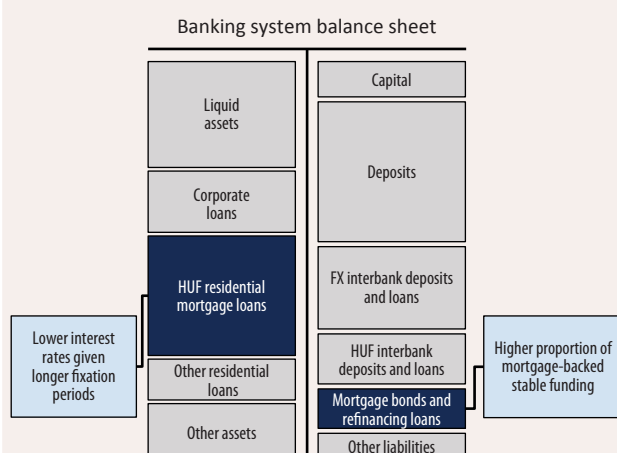 Banking system balance sheet
Liquid
assets
Corporate
loans
HUF residential
mortgage loans
Other residential
loans
Other assets
Capital
Deposits
FX interbank deposits
and loans
HUF interbank
deposits and loans
Mortgage bonds and
refinancing loans
Other liabilities
Lower interest
rates given
longer fixation
periods
Higher proportion of
mortgage-backed
stable funding